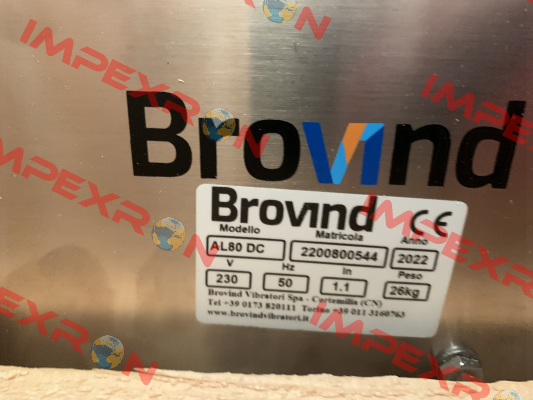 Brovind
Brovind CE
Modello Matricola Anno
AL80 DC 2200800544 2022
V Hz In Peso
230 50 1.1 26kg
Brovind Vibratori Spa - Cortemilia (CN)
Tel +39 0173 820111 Torino +39 011 3160763
www.brovindvibratori.it
IMPEXRON
IMPEXRON
IMPEXRON
IMPEXRON
IMPEXRON
IMPEXRON